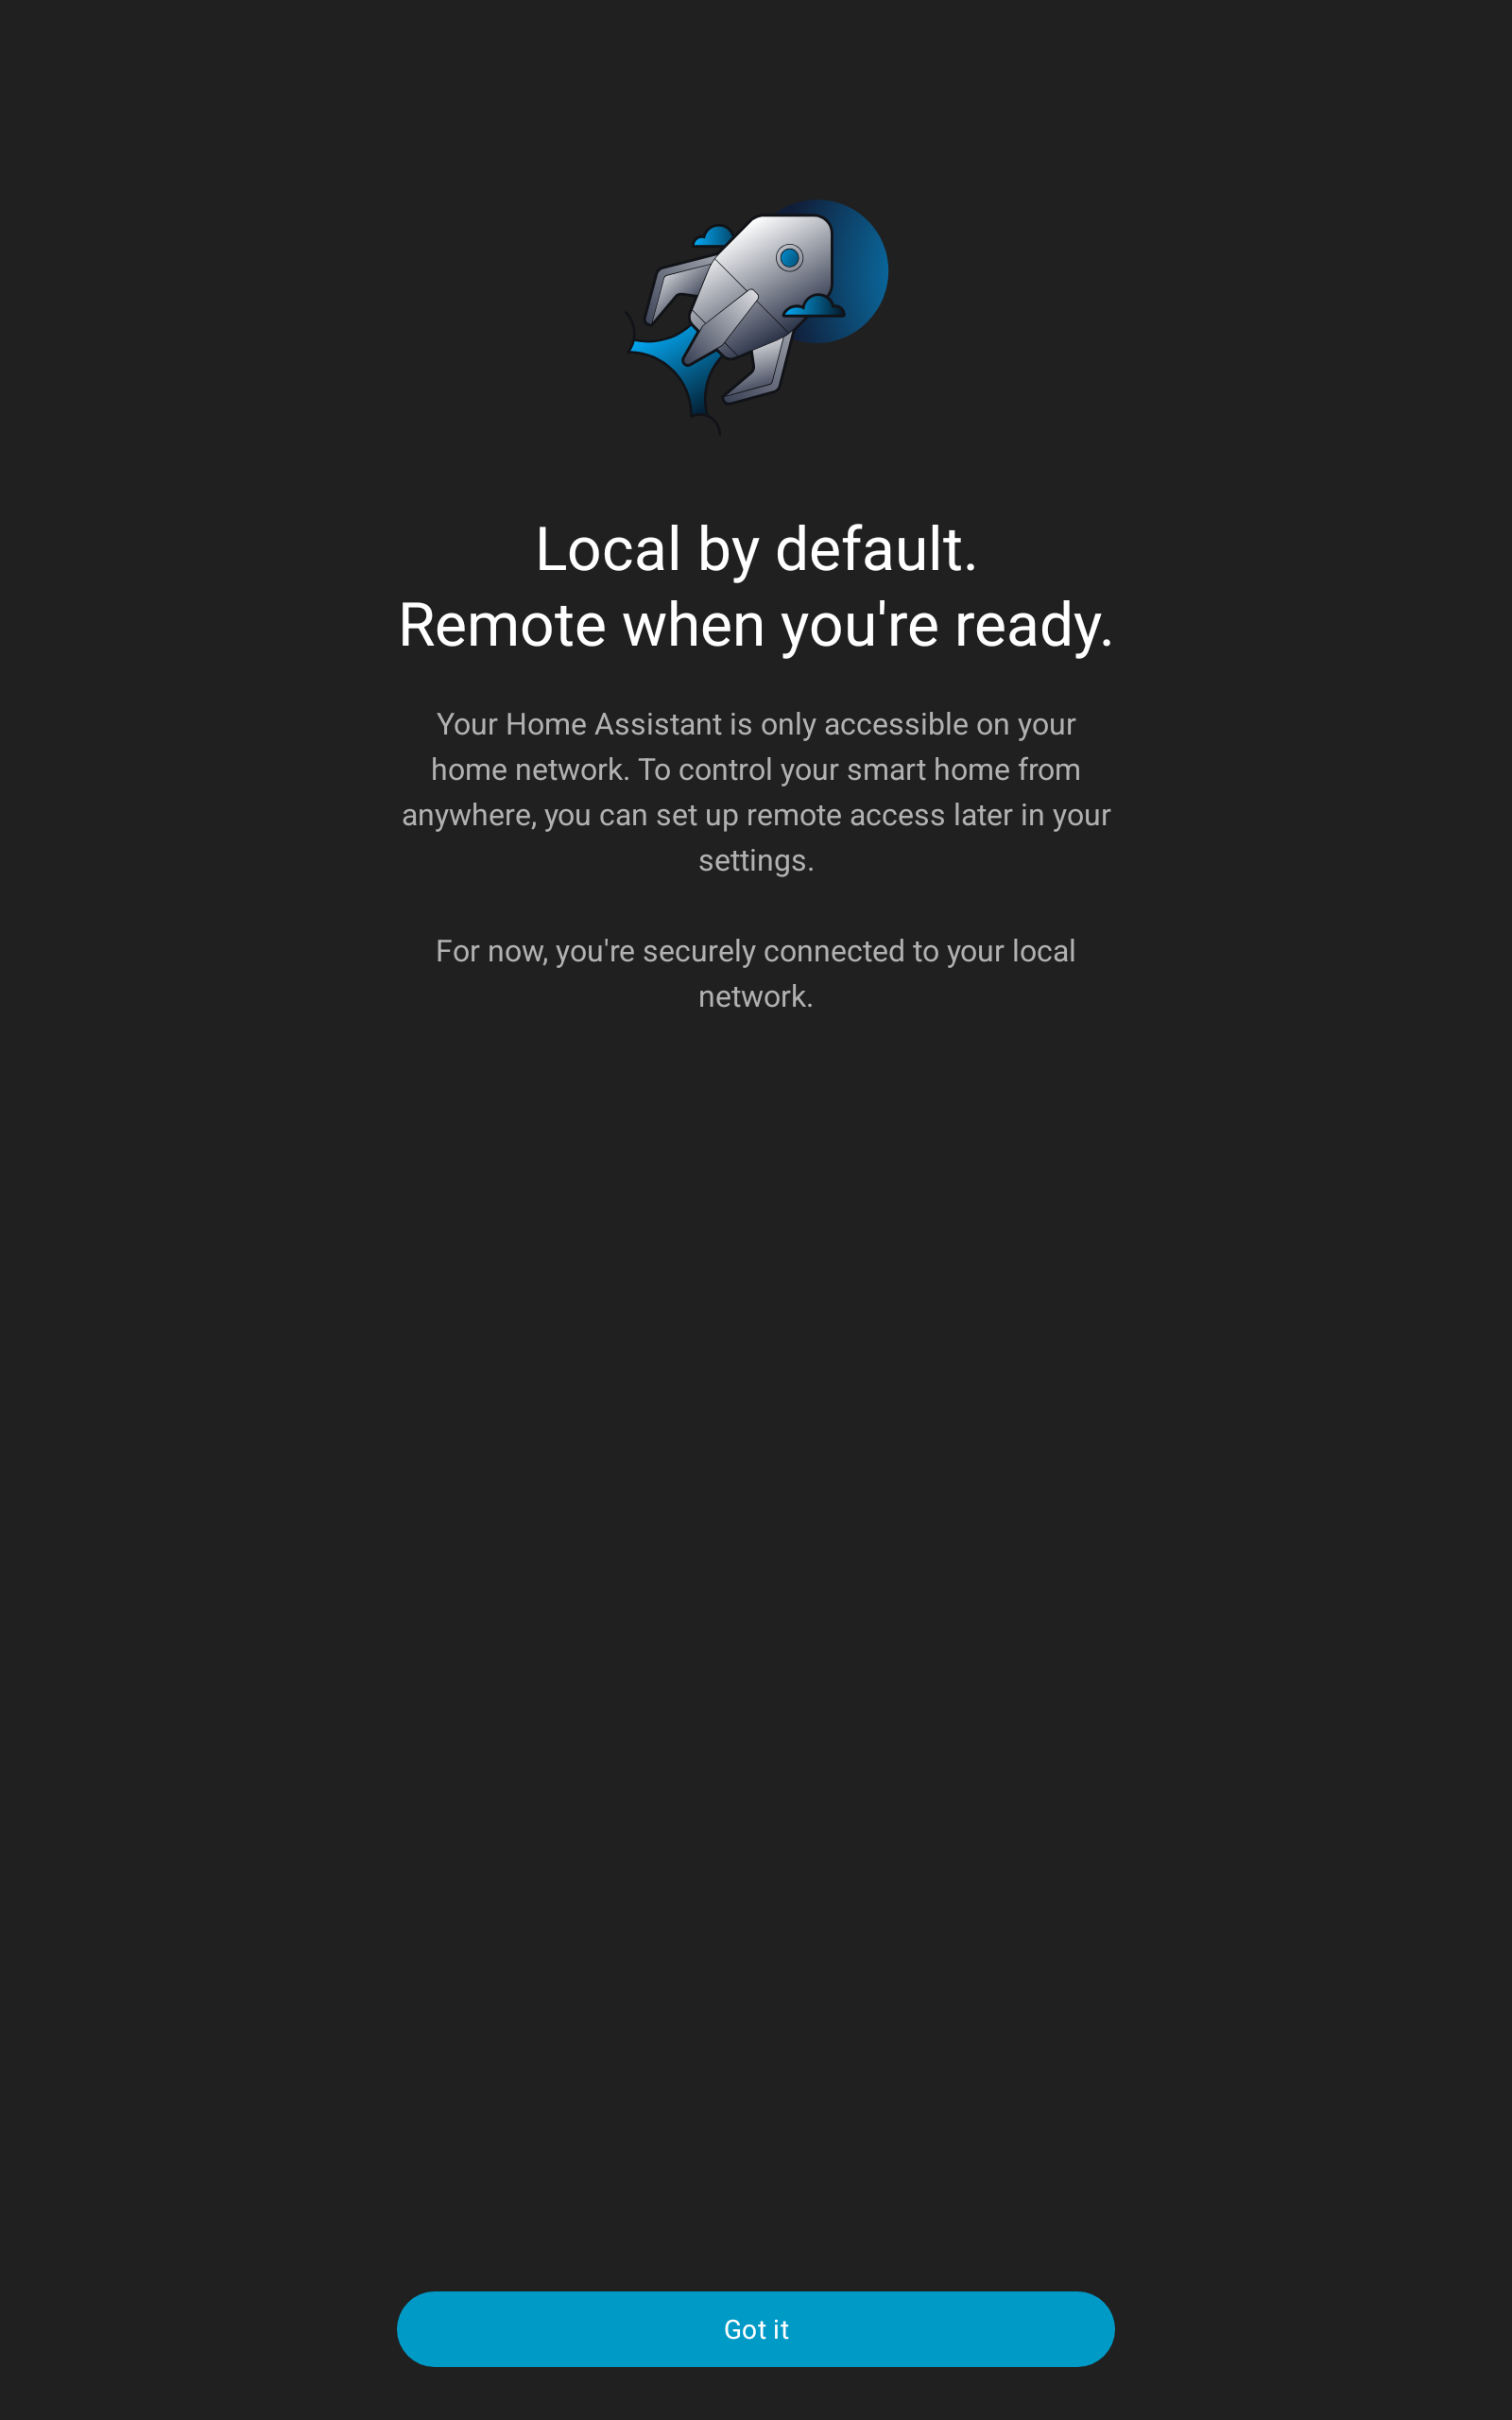 Local by default.
Remote when you're ready.
Your Home Assistant is only accessible on your
home network. To control your smart home from
anywhere, you can set up remote access later in your
settings.
For now, you're securely connected to your local
network.
Got it